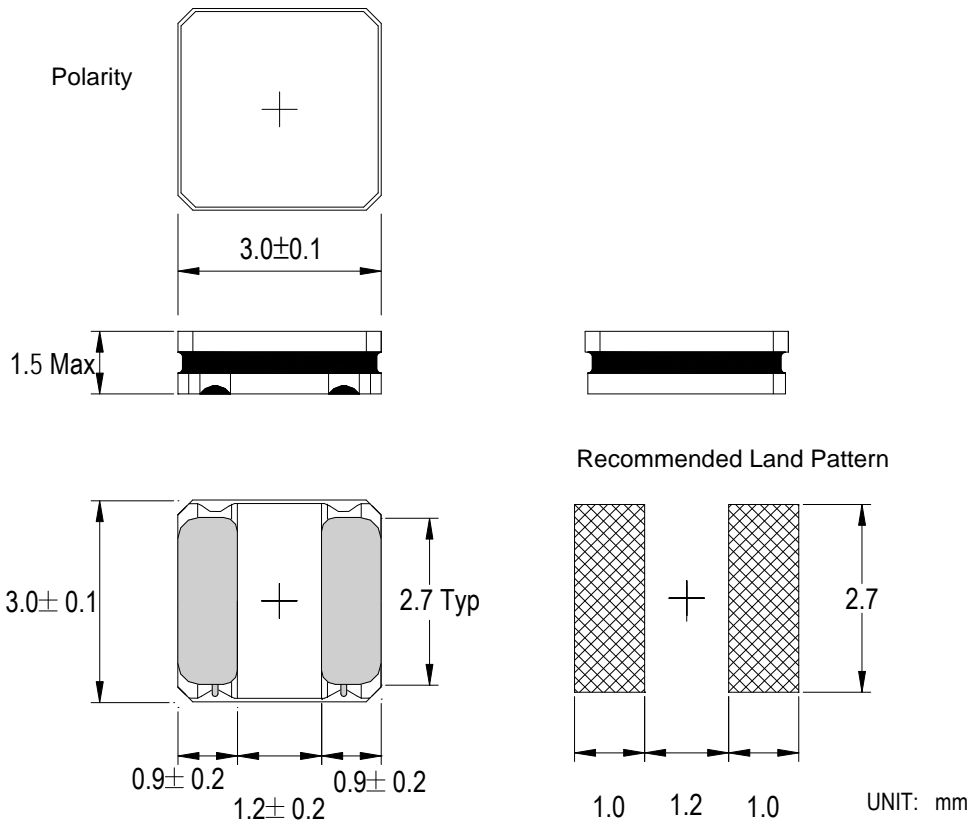 Polarity
3.0±0.1
1.5 Max
Recommended Land Pattern
3.0± 0.1
2.7 Typ
2.7
0.9± 0.2
0.9± 0.2
1.2± 0.2
1.0
1.2
1.0
UNIT: mm